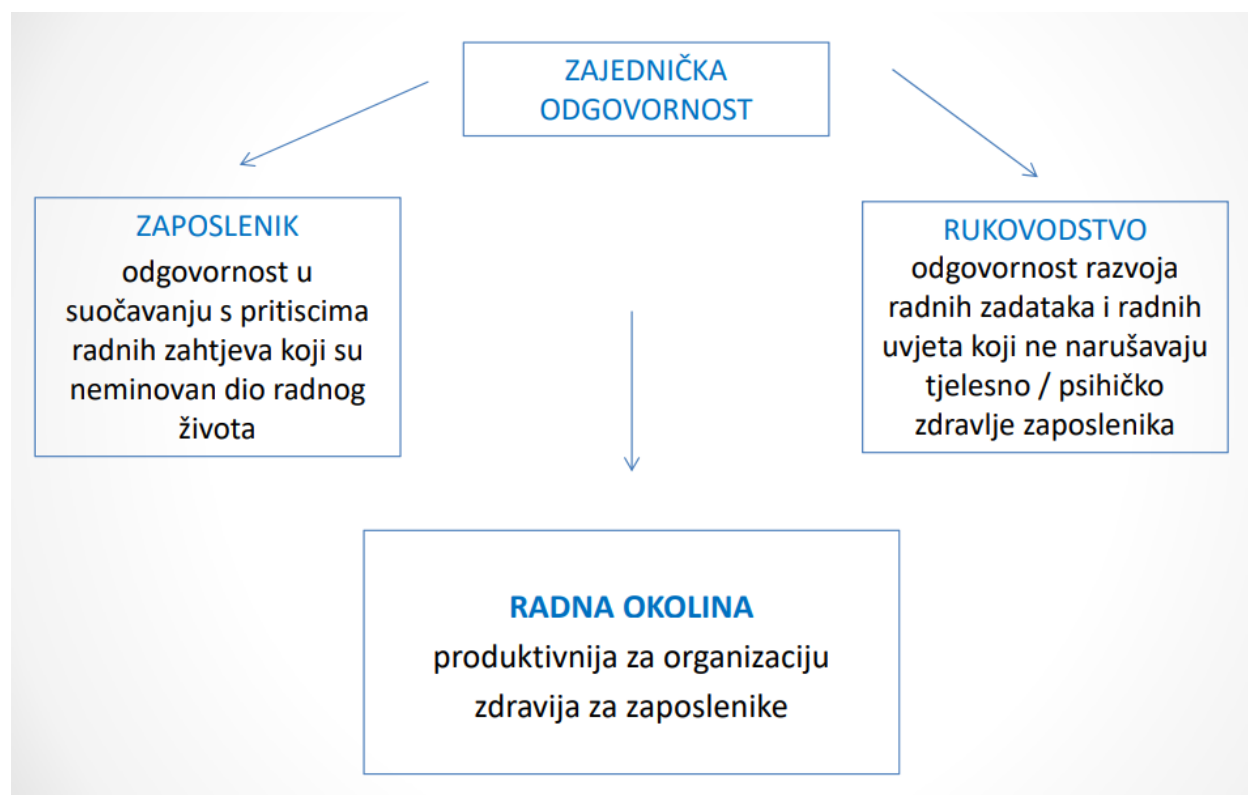 ZAJEDNIČKA
ODGOVORNOST
ZAPOSLENIK
odgovornost u
suočavanju s pritiscima
radnih zahtjeva koji su
neminovan dio radnog
života
RUKOVODSTVO
odgovornost razvoja
radnih zadataka i radnih
uvjeta koji ne narušavaju
tjelesno / psihičko
zdravlje zaposlenika
RADNA OKOLINA
produktivnija za organizaciju
zdravija za zaposlenike